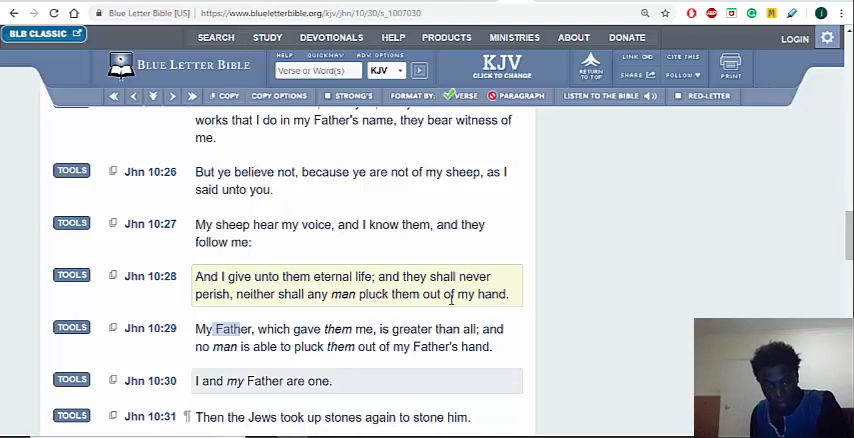 Blue Letter Bible [US] | https://www.blueletterbible.org/kjv/jhn/10/30/s_1007030
BLB CLASSIC
SEARCH STUDY DEVOTIONALS HELP PRODUCTS MINISTRIES ABOUT DONATE LOGIN
BLUE LETTER BIBLE
HELP QUICKNAV ADV OPTIONS
Verse or Word(s) KJV
KJV
CLICK TO CHANGE
RETURN
TO TOP
LINK CITE THIS
SHARE FOLLOW
PRINT
COPY COPY OPTIONS STRONG'S FORMAT BY: VERSE PARAGRAPH LISTEN TO THE BIBLE RED-LETTER
works that I do in my Father's name, they bear witness of
me.
TOOLS Jhn 10:26 But ye believe not, because ye are not of my sheep, as I
said unto you.
TOOLS Jhn 10:27 My sheep hear my voice, and I know them, and they
follow me:
TOOLS Jhn 10:28 And I give unto them eternal life; and they shall never
perish, neither shall any man pluck them out of my hand.
TOOLS Jhn 10:29 My Father, which gave them me, is greater than all; and
no man is able to pluck them out of my Father's hand.
TOOLS Jhn 10:30 I and my Father are one.
TOOLS Jhn 10:31 ¶ Then the Jews took up stones again to stone him.